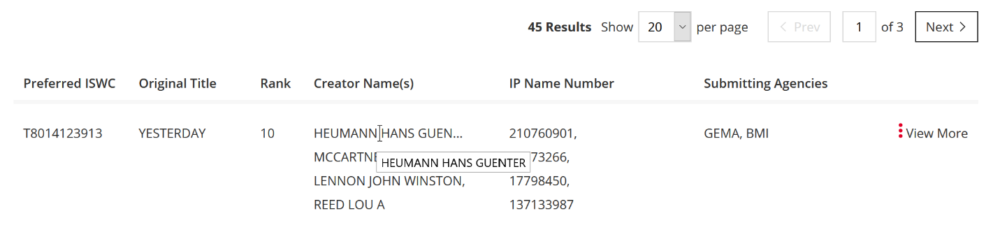 45 Results Show 20 per page Prev 1 of 3 Next
Preferred ISWC Original Title Rank Creator Name(s) IP Name Number Submitting Agencies
T8014123913 YESTERDAY 10 HEUMANN HANS GUEN... 210760901, GEMA, BMI View More
MCCARTNE 73266,
HEUMANN HANS GUENTER
LENNON JOHN WINSTON, 17798450,
REED LOU A 137133987